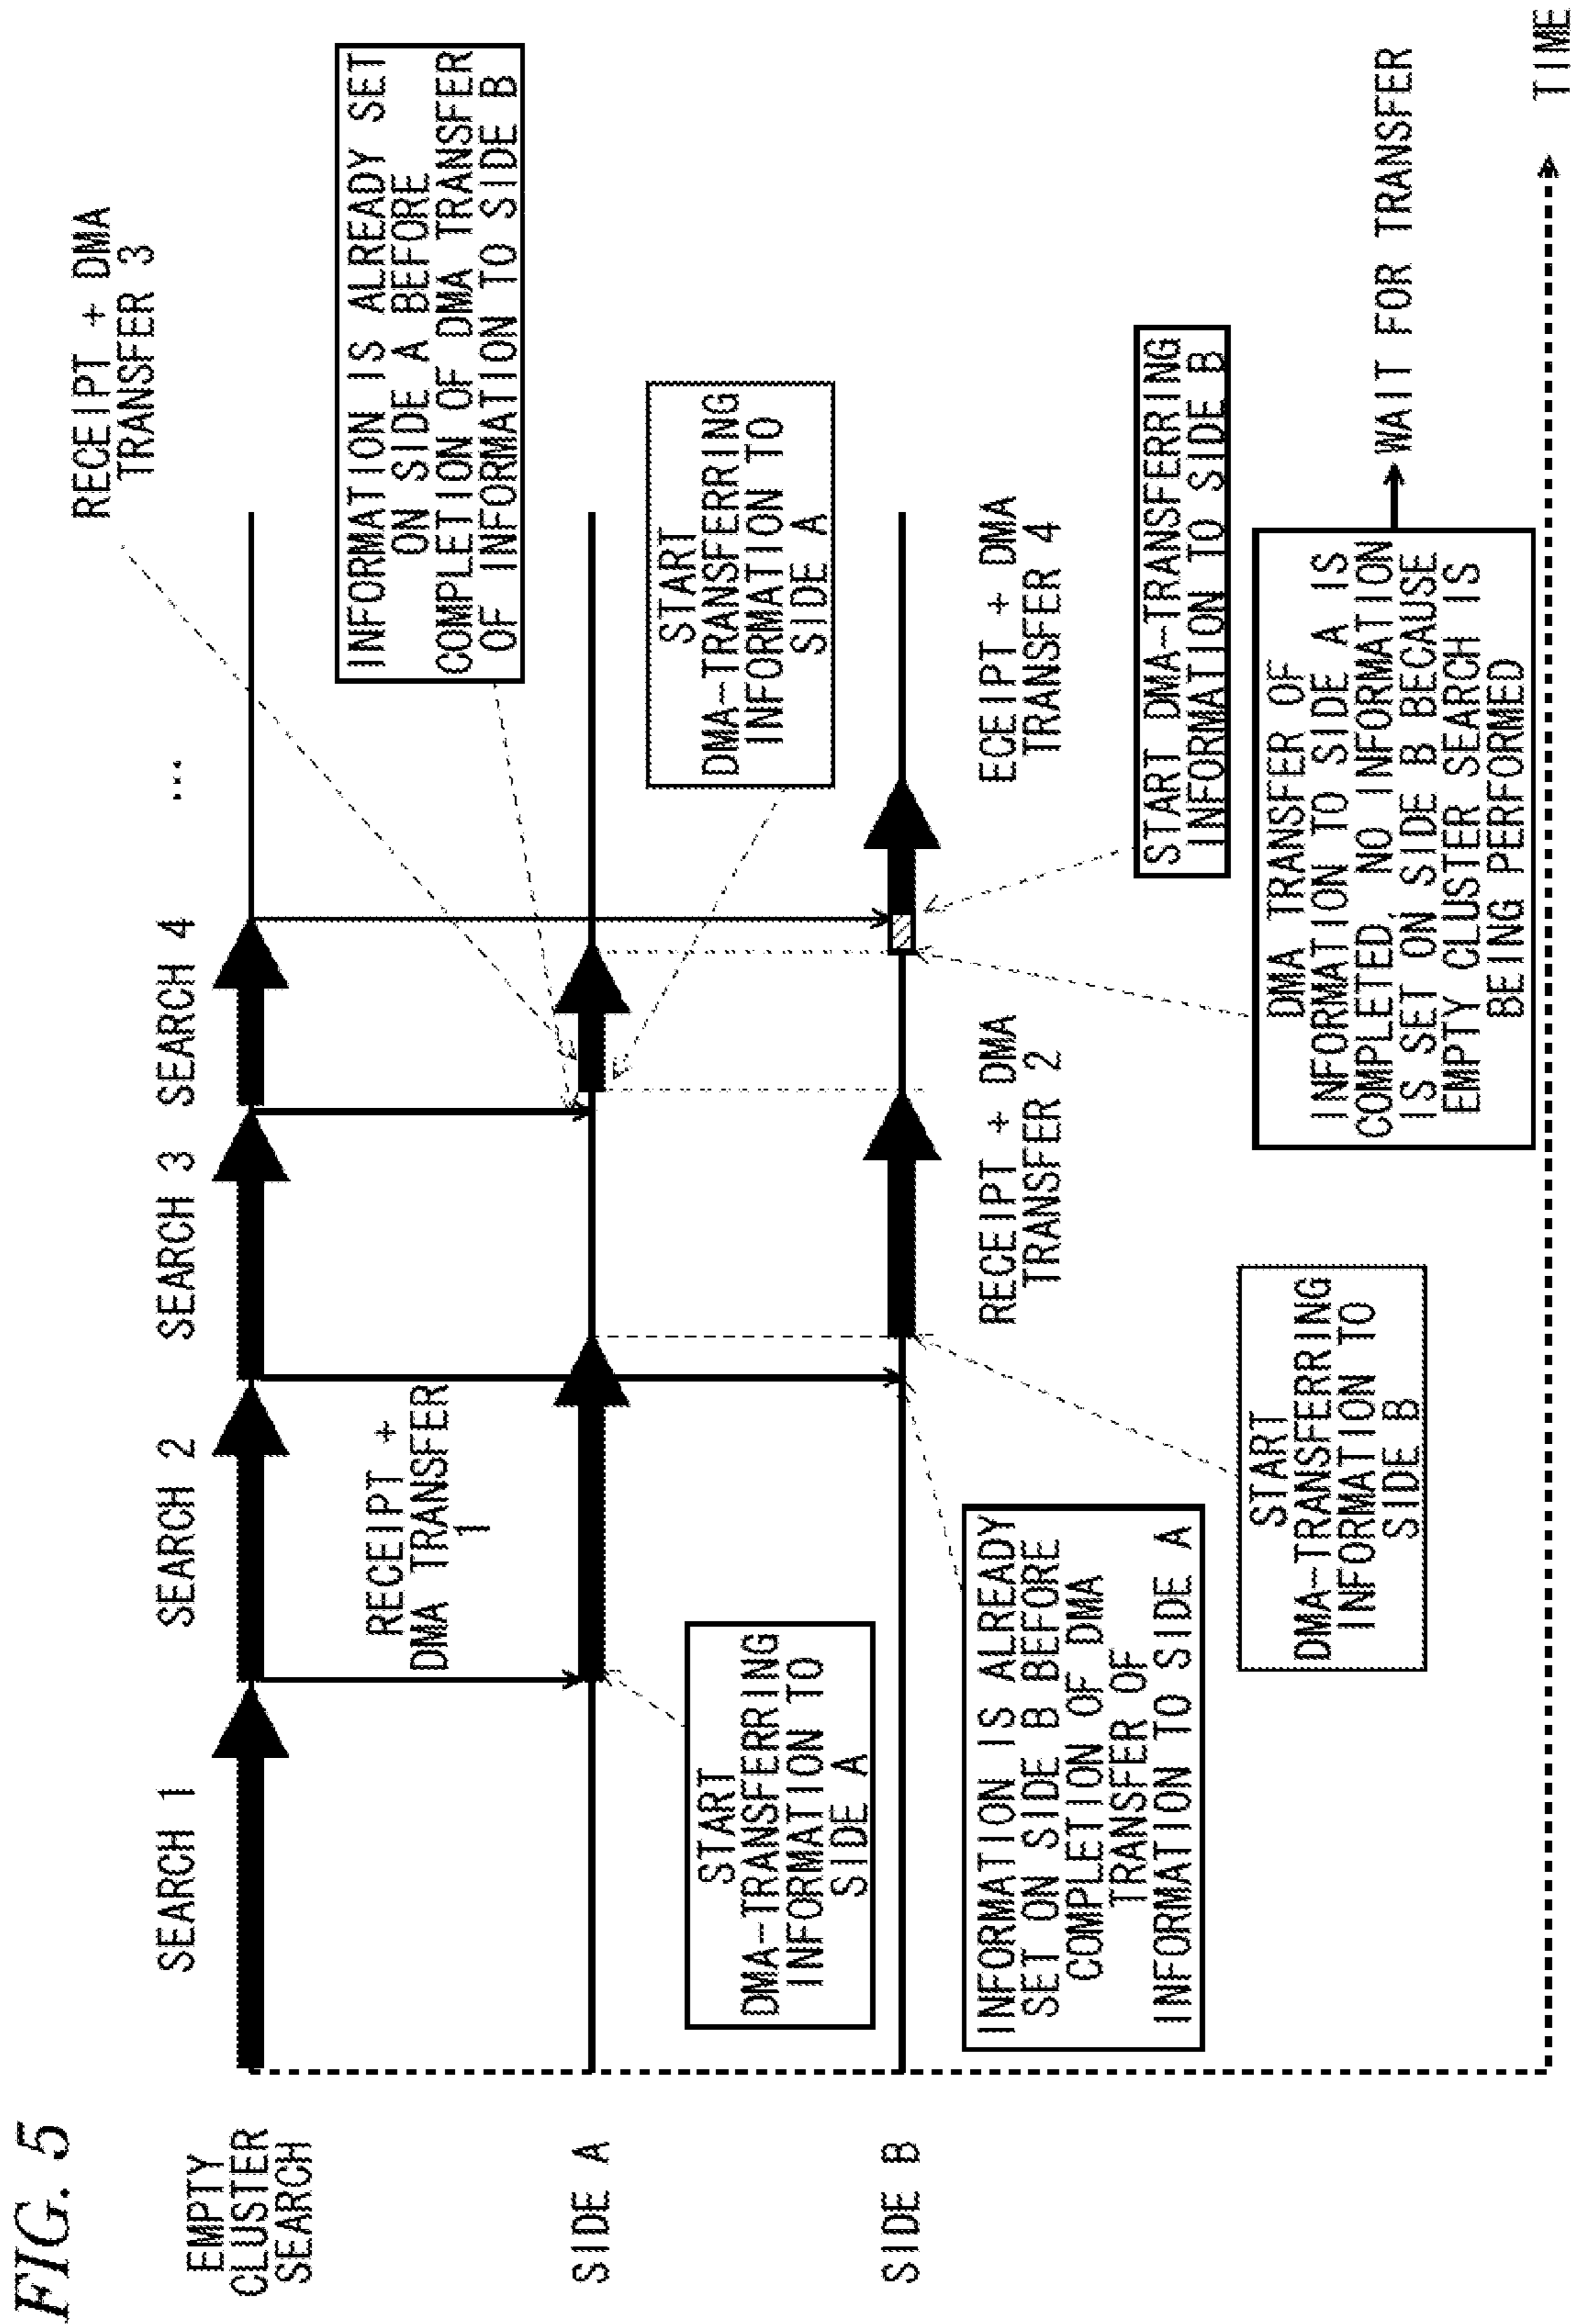 FIG. 5
EMPTY
CLUSTER
SEARCH
SEARCH 1
SEARCH 2
SEARCH 3
SEARCH 4
...
RECEIPT + DMA
TRANSFER 3
INFORMATION IS ALREADY SET
ON SIDE A BEFORE
COMPLETION OF DMA TRANSFER
OF INFORMATION TO SIDE B
RECEIPT +
DMA TRANSFER
1
SIDE A
START
DMA-TRANSFERRING
INFORMATION TO
SIDE A
START
DMA-TRANSFERRING
INFORMATION TO
SIDE A
SIDE B
INFORMATION IS ALREADY
SET ON SIDE B BEFORE
COMPLETION OF DMA
TRANSFER OF
INFORMATION TO SIDE A
RECEIPT + DMA
TRANSFER 2
ECEIPT + DMA
TRANSFER 4
START
DMA-TRANSFERRING
INFORMATION TO
SIDE B
START DMA-TRANSFERRING
INFORMATION TO SIDE B
DMA TRANSFER OF
INFORMATION TO SIDE A IS
COMPLETED, NO INFORMATION
IS SET ON SIDE B BECAUSE
EMPTY CLUSTER SEARCH IS
BEING PERFORMED
WAIT FOR TRANSFER
TIME